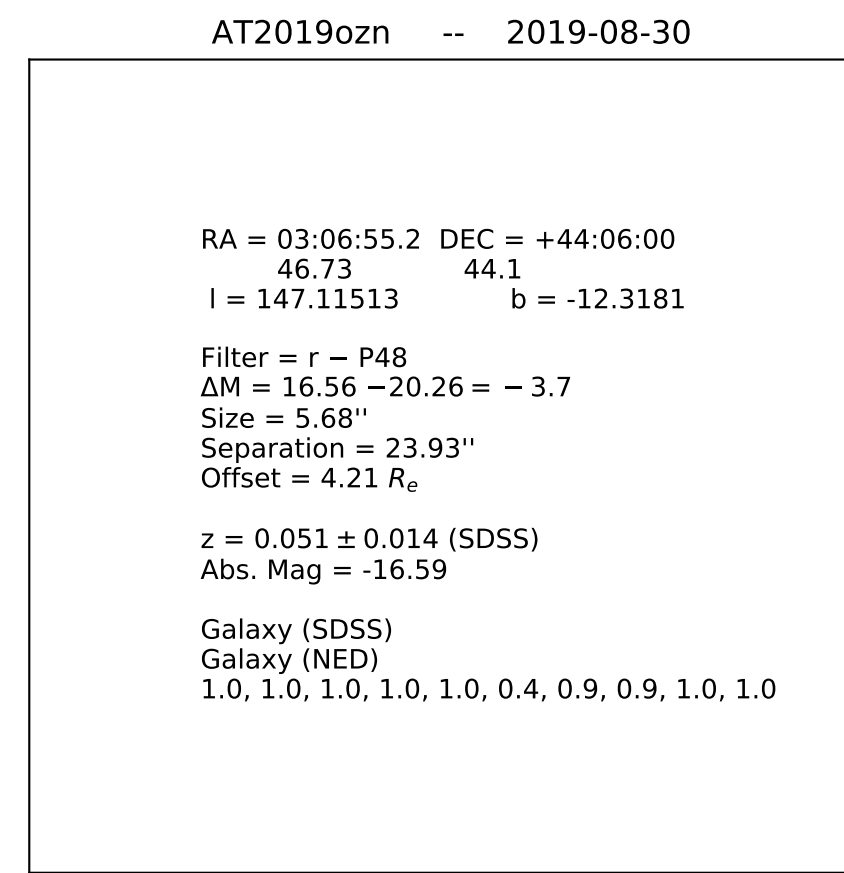 AT2019ozn -- 2019-08-30
RA = 03:06:55.2 DEC = +44:06:00
46.73 44.1
l = 147.11513 b = -12.3181
Filter = r − P48
ΔM = 16.56 −20.26 = − 3.7
Size = 5.68''
Separation = 23.93''
Offset = 4.21 Rₑ
z = 0.051 ± 0.014 (SDSS)
Abs. Mag = -16.59
Galaxy (SDSS)
Galaxy (NED)
1.0, 1.0, 1.0, 1.0, 1.0, 0.4, 0.9, 0.9, 1.0, 1.0